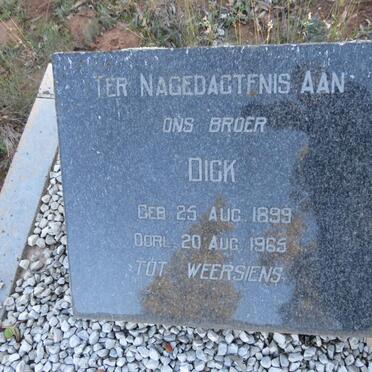 TER NAGEDAGTENIS AAN
ONS BROER
DICK
GEB. 25 AUG. 1899
OORL. 20 AUG. 1965
TOT WEERSIENS